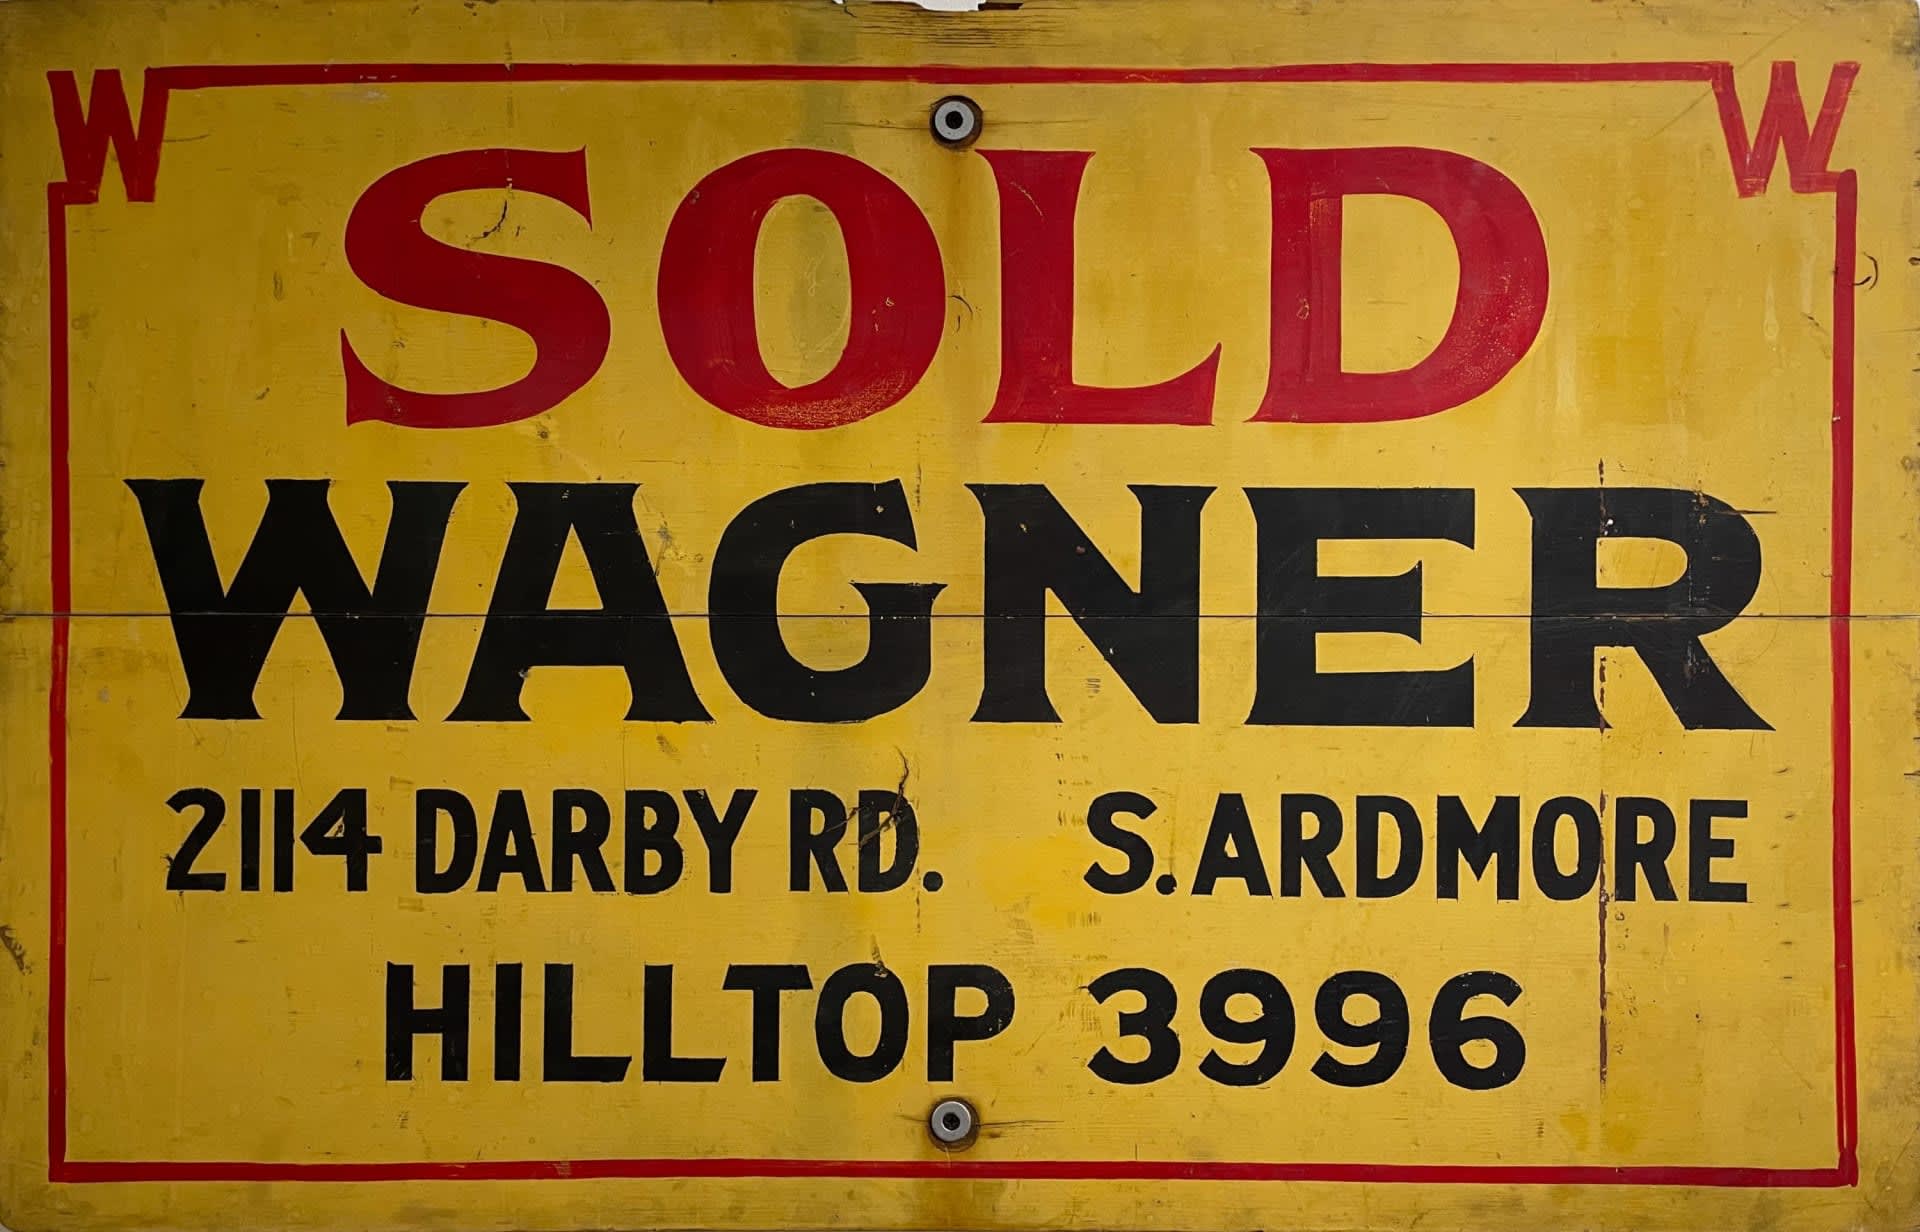 W W
SOLD
WAGNER
2114 DARBY RD. S. ARDMORE
HILLTOP 3996